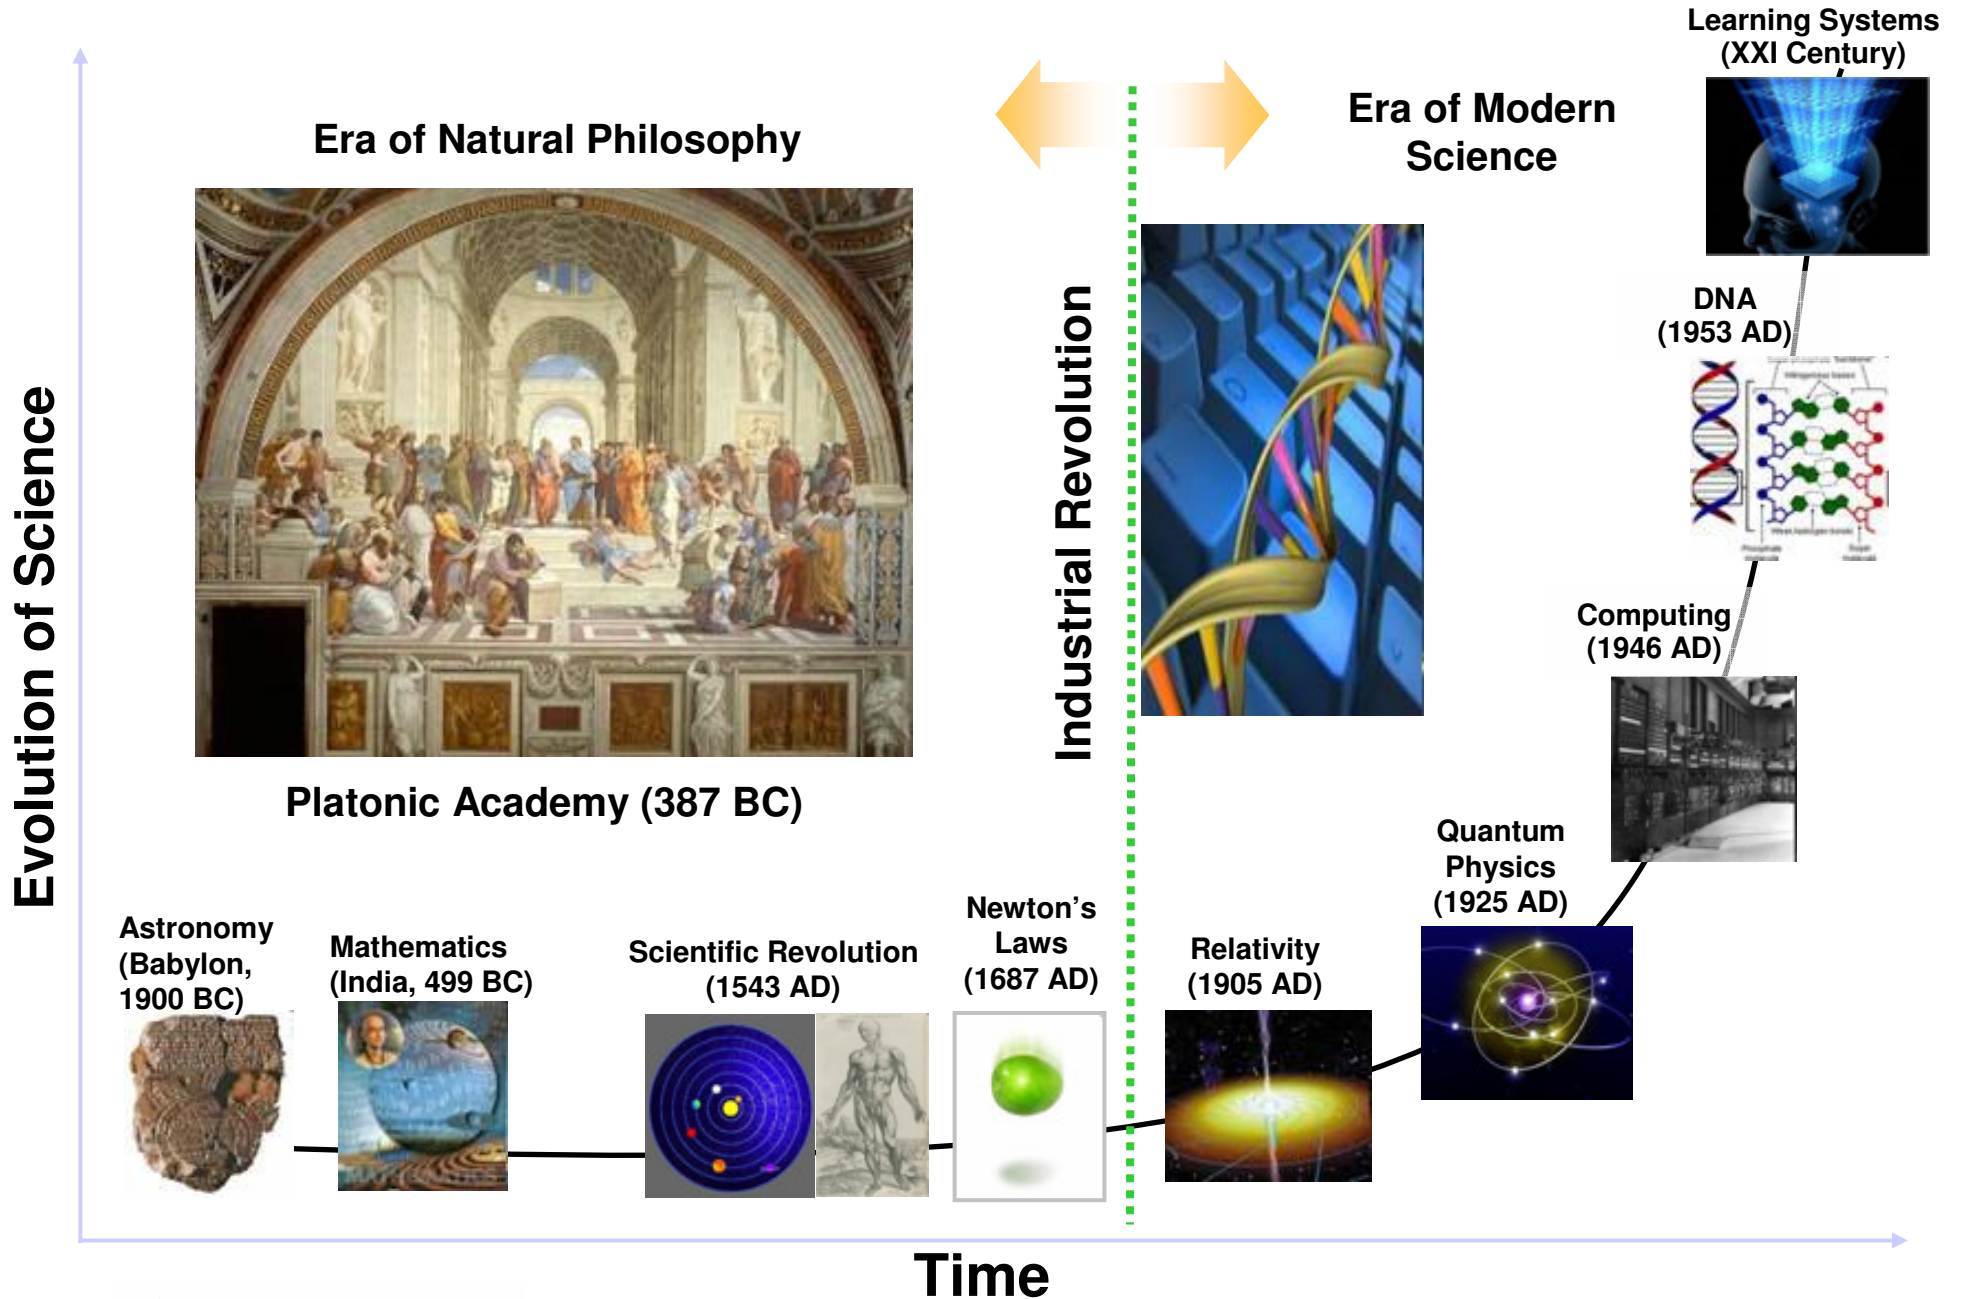 Learning Systems
(XXI Century)
Era of Natural Philosophy
Era of Modern
Science
DNA
(1953 AD)
Industrial Revolution
Evolution of Science
Computing
(1946 AD)
Platonic Academy (387 BC)
Quantum
Physics
(1925 AD)
Astronomy
(Babylon,
1900 BC)
Mathematics
(India, 499 BC)
Scientific Revolution
(1543 AD)
Newton’s
Laws
(1687 AD)
Relativity
(1905 AD)
Time